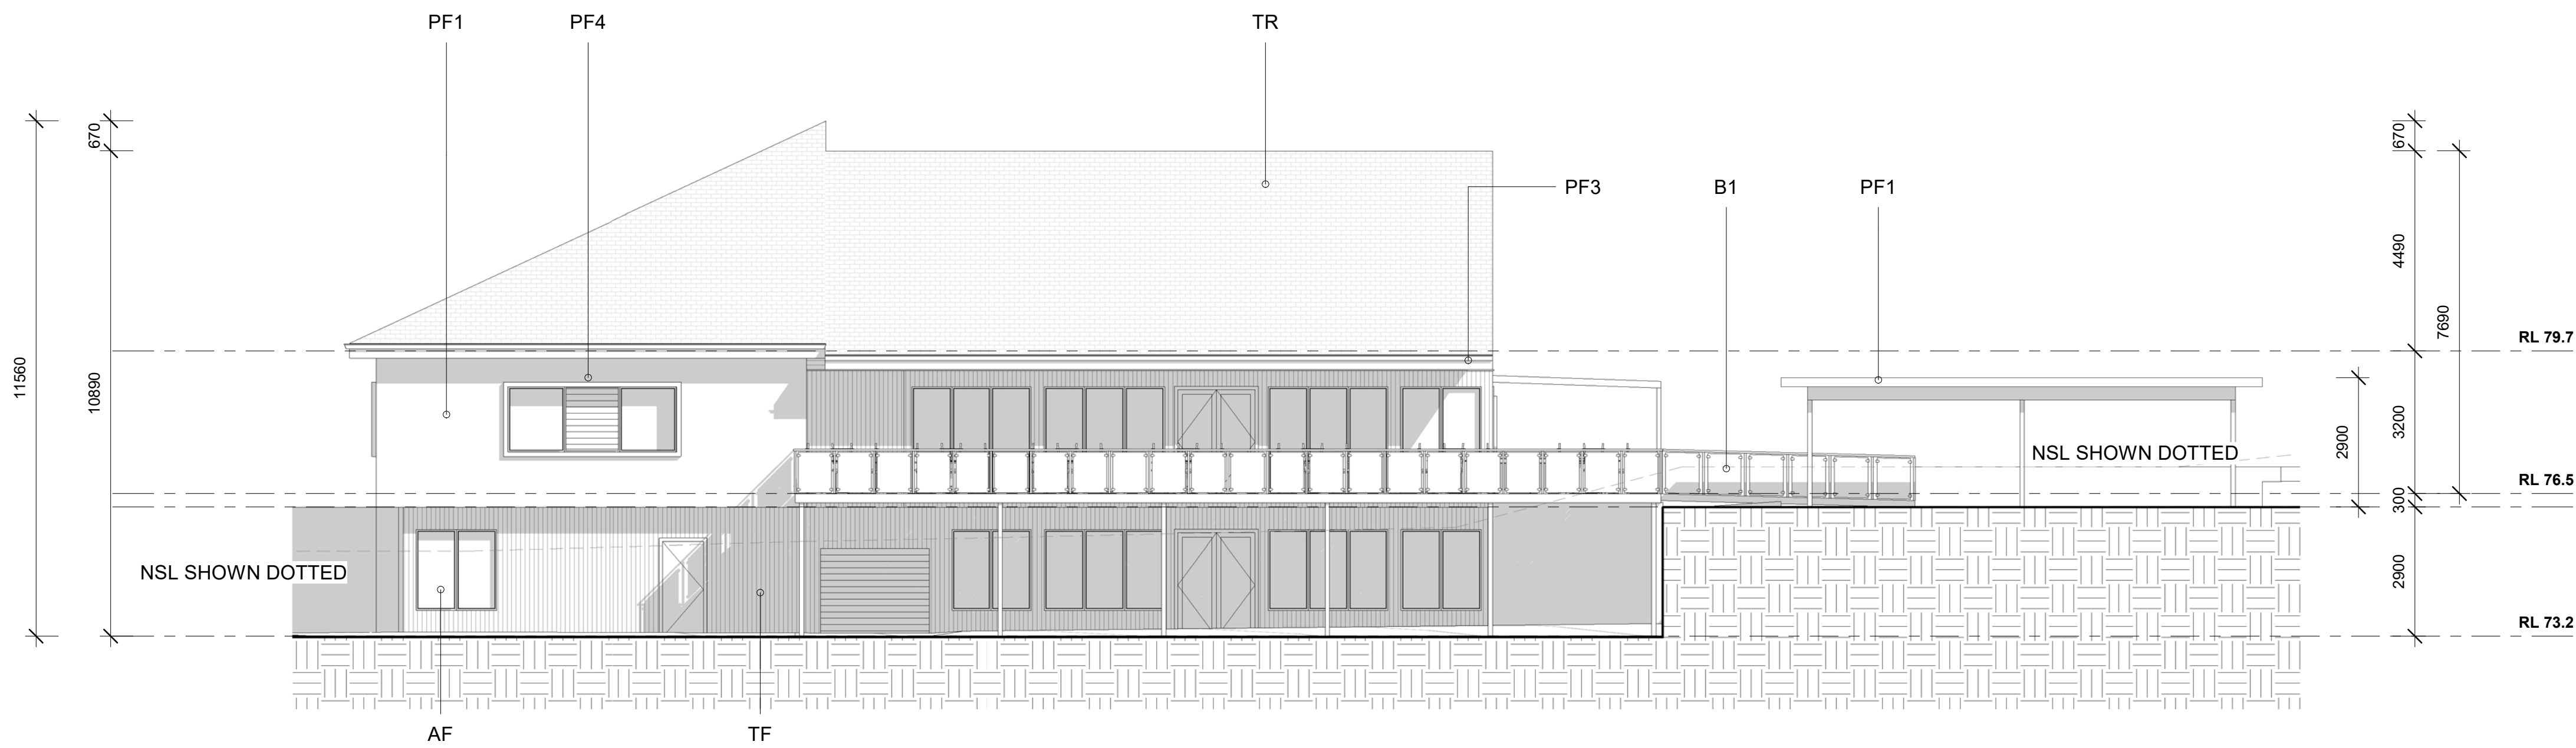 PF1
PF4
TR
670
670
PF3
B1
PF1
4490
7690
RL 79.7
11560
10890
2900
3200
NSL SHOWN DOTTED
RL 76.5
300
NSL SHOWN DOTTED
2900
RL 73.2
AF
TF